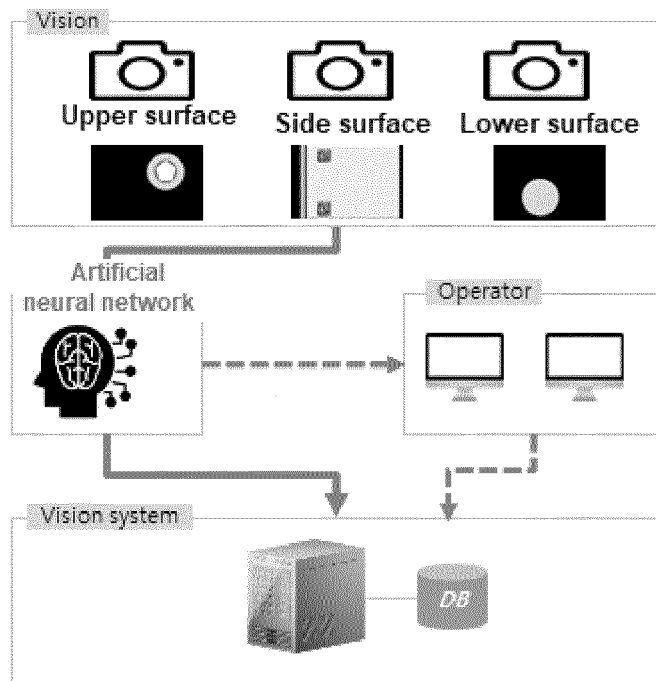 Vision
Upper surface
Side surface
Lower surface
Artificial
neural network
Operator
Vision system
DB